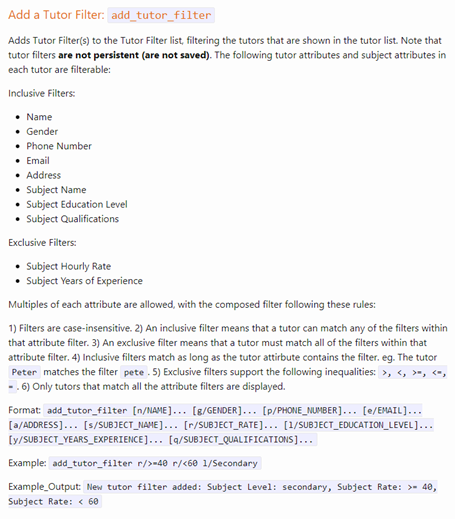 Add a Tutor Filter: add_tutor_filter
Adds Tutor Filter(s) to the Tutor Filter list, filtering the tutors that are shown in the tutor list. Note that
tutor filters are not persistent (are not saved). The following tutor attributes and subject attributes in
each tutor are filterable:
Inclusive Filters:
• Name
• Gender
• Phone Number
• Email
• Address
• Subject Name
• Subject Education Level
• Subject Qualifications
Exclusive Filters:
• Subject Hourly Rate
• Subject Years of Experience
Multiples of each attribute are allowed, with the composed filter following these rules:
1) Filters are case-insensitive. 2) An inclusive filter means that a tutor can match any of the filters within
that attribute filter. 3) An exclusive filter means that a tutor must match all of the filters within that
attribute filter. 4) Inclusive filters match as long as the tutor attirbute contains the filter. eg. The tutor
Peter matches the filter pete. 5) Exclusive filters support the following inequalities: >, <, >=, <=,
=. 6) Only tutors that match all the attribute filters are displayed.
Format: add_tutor_filter [n/NAME]... [g/GENDER]... [p/PHONE_NUMBER]... [e/EMAIL]...
[a/ADDRESS]... [s/SUBJECT_NAME]... [r/SUBJECT_RATE]... [l/SUBJECT_EDUCATION_LEVEL]...
[y/SUBJECT_YEARS_EXPERIENCE]... [q/SUBJECT_QUALIFICATIONS]...
Example: add_tutor_filter r/>=40 r/<60 l/Secondary
Example_Output: New tutor filter added: Subject Level: secondary, Subject Rate: >= 40,
Subject Rate: < 60